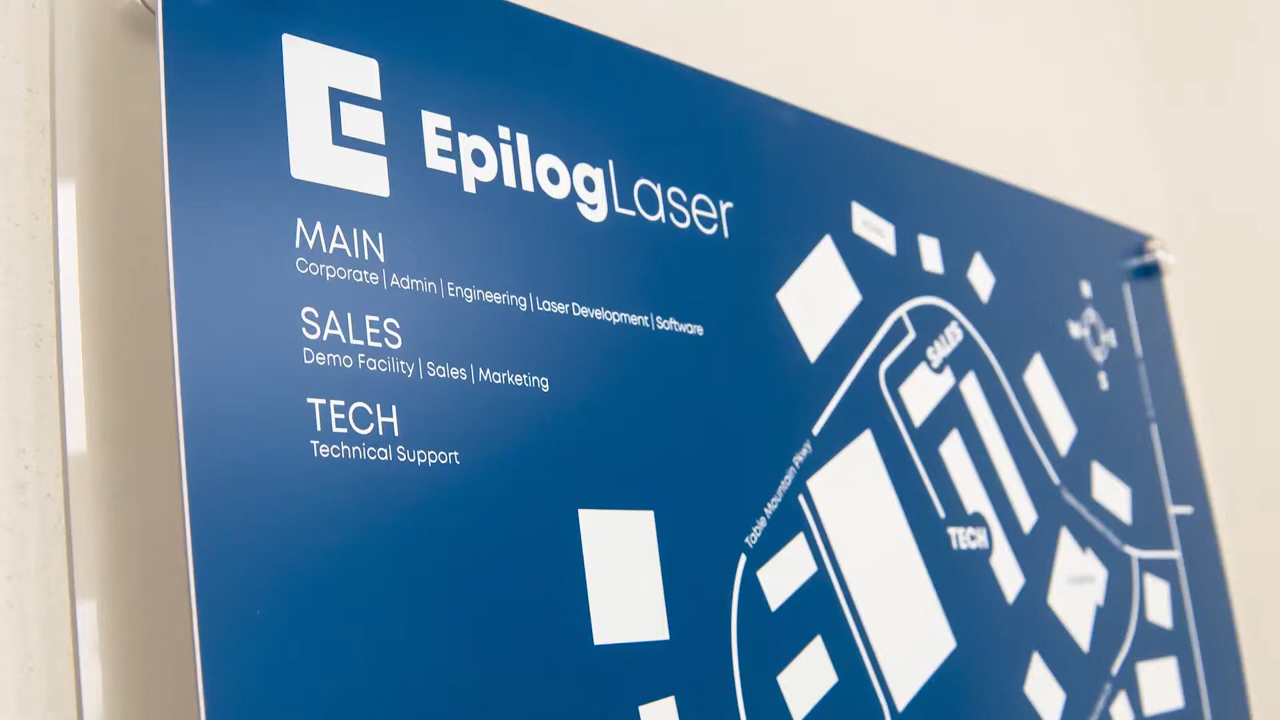 EpilogLaser
MAIN
Corporate | Admin | Engineering | Laser Development | Software
SALES
Demo Facility | Sales | Marketing
TECH
Technical Support
SALES
Table Mountain Pkwy
TECH